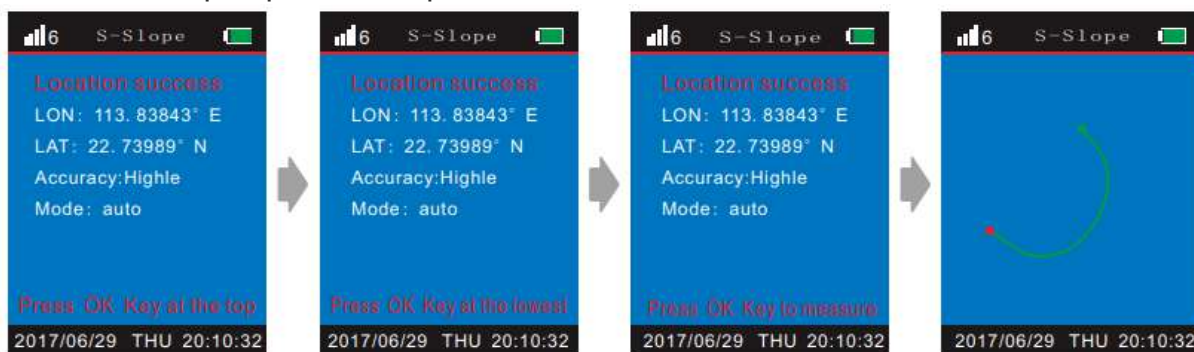 6 S-Slope
Location success
LON: 113. 83843° E
LAT: 22. 73989° N
Accuracy:Highle
Mode: auto
Press OK Key at the top
2017/06/29 THU 20:10:32
6 S-Slope
Location success
LON: 113. 83843° E
LAT: 22. 73989° N
Accuracy:Highle
Mode: auto
Press OK Key at the lowest
2017/06/29 THU 20:10:32
6 S-Slope
Location success
LON: 113. 83843° E
LAT: 22. 73989° N
Accuracy:Highle
Mode: auto
Press OK Key to measure
2017/06/29 THU 20:10:32
6 S-Slope
2017/06/29 THU 20:10:32